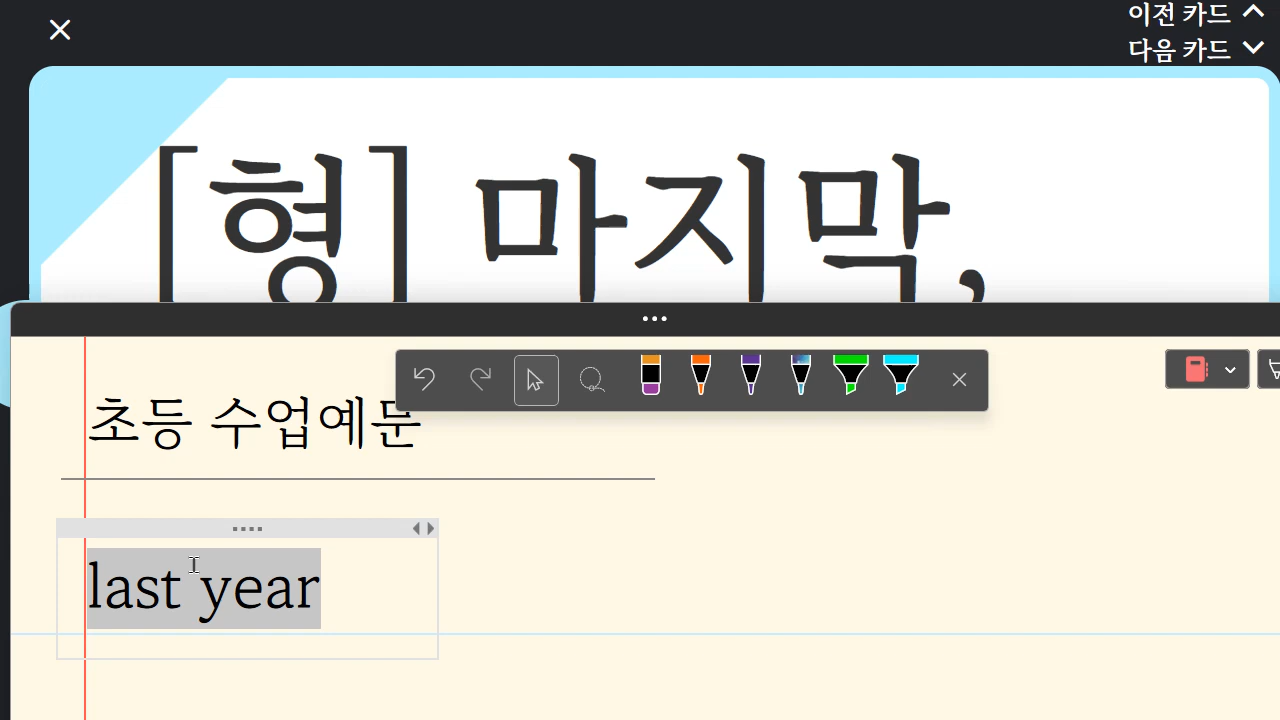 이전 카드
다음 카드
[형] 마지막,
초등 수업예문
last year